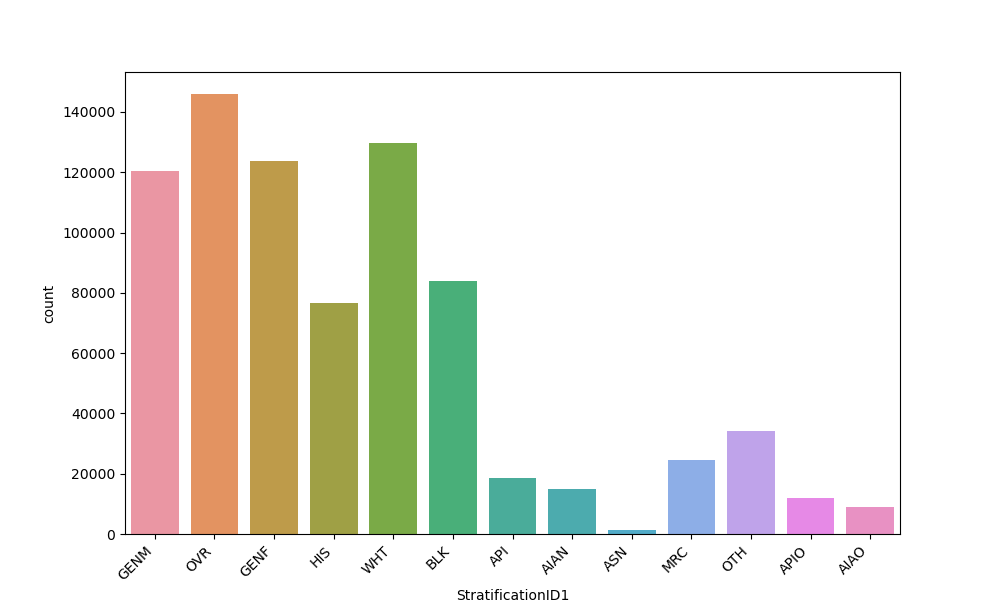 140000
120000
100000
80000
60000
40000
20000
0
count
GENM
OVR
GENF
HIS
WHT
BLK
API
AIAN
ASN
MRC
OTH
APIO
AIAO
StratificationID1